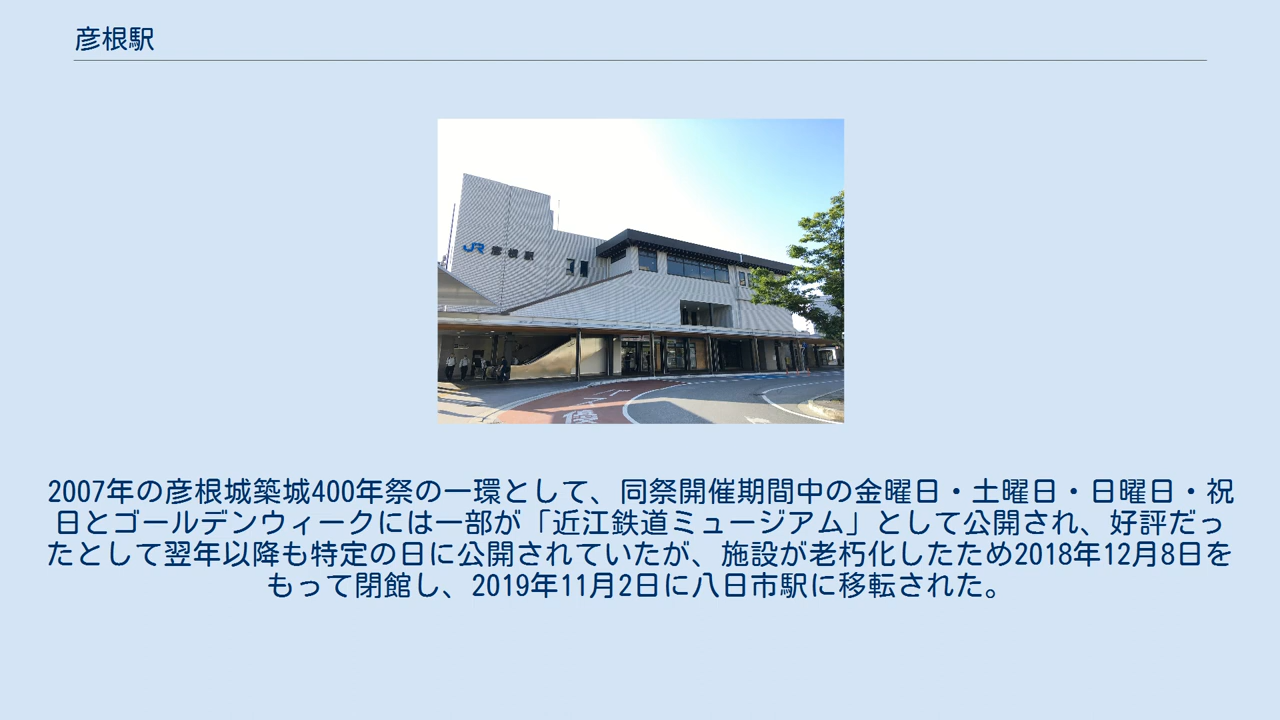 彦根駅
JR 彦根駅
2007年の彦根城築城400年祭の一環として、同祭開催期間中の金曜日・土曜日・日曜日・祝
日とゴールデンウィークには一部が「近江鉄道ミュージアム」として公開され、好評だっ
たとして翌年以降も特定の日に公開されていたが、施設が老朽化したため2018年12月8日を
もって閉館し、2019年11月2日に八日市駅に移転された。